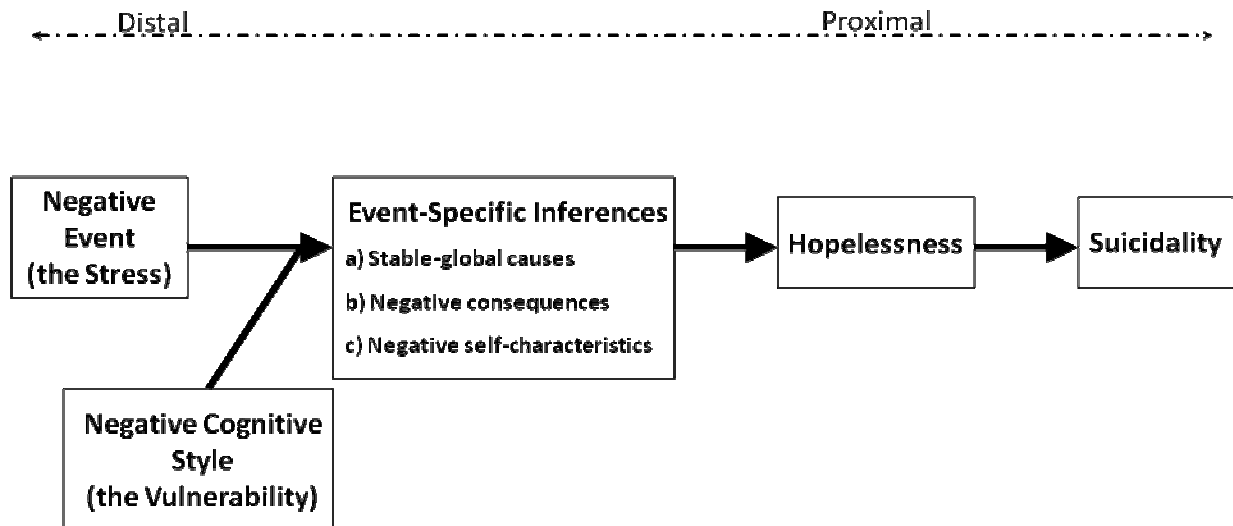 Distal
Proximal
Negative
Event
(the Stress)
Event-Specific Inferences
a) Stable-global causes
b) Negative consequences
c) Negative self-characteristics
Hopelessness
Suicidality
Negative Cognitive
Style
(the Vulnerability)